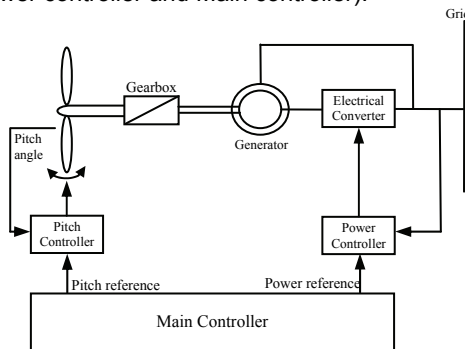 wer controller and main controller).
Grid
Gearbox
Electrical
Converter
Generator
Pitch
angle
Pitch
Controller
Power
Controller
Pitch reference
Power reference
Main Controller